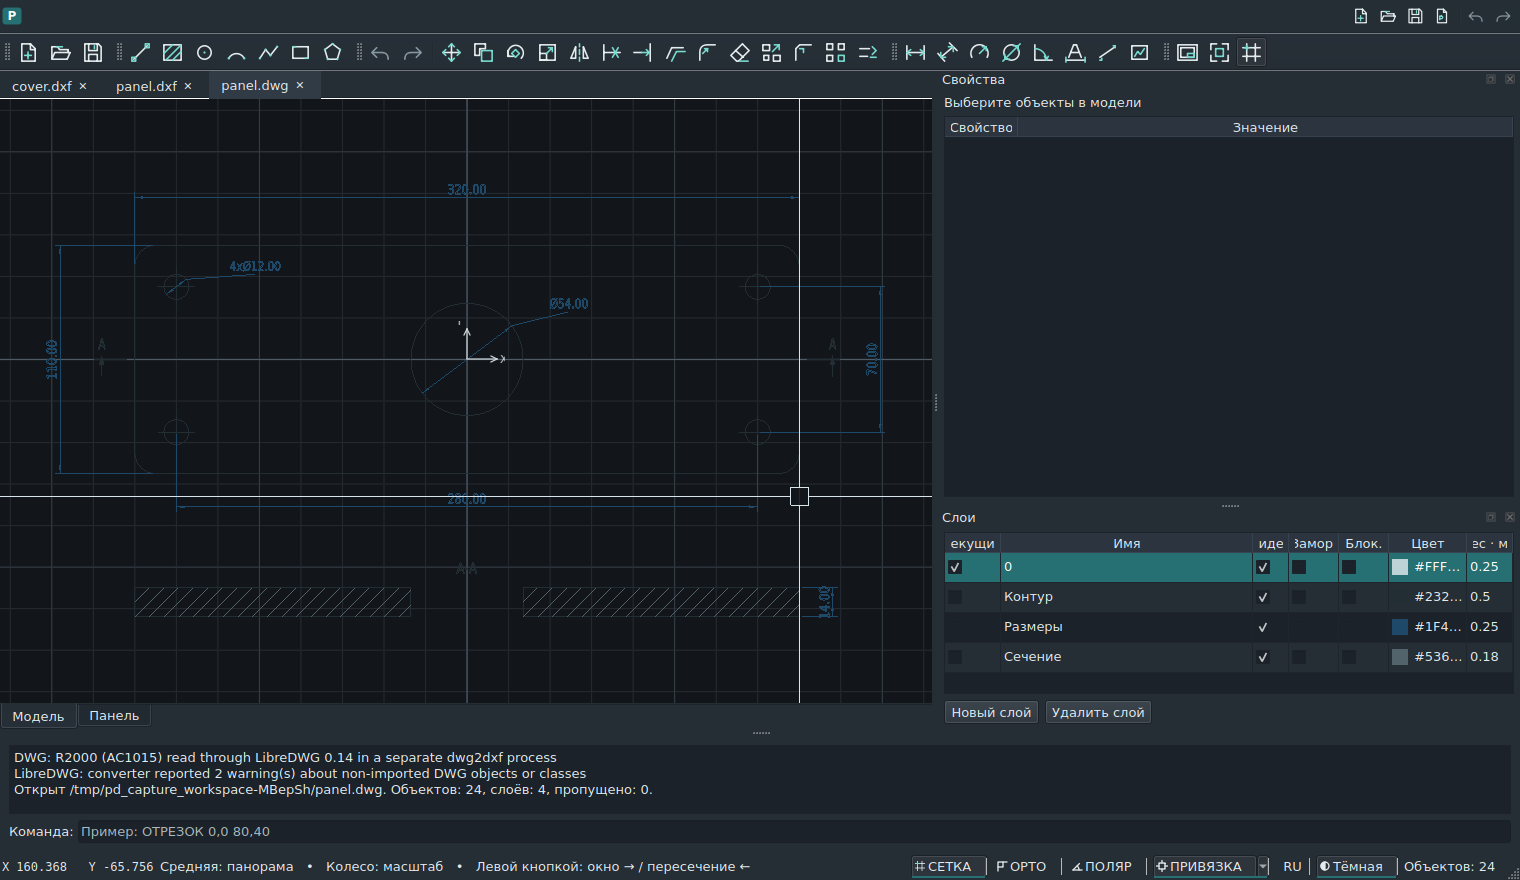 P
cover.dxf ×
panel.dxf ×
panel.dwg ×
Свойства
Выберите объекты в модели
Свойство Значение
320.00
4xØ12.00
Ø54.00
110.00
A
A
70.00
X
280.00
A-A
14.00
Слои
екущи Имя иде Замор Блок. Цвет ес · м
0 #FFF... 0.25
Контур #232... 0.5
Размеры #1F4... 0.25
Сечение #536... 0.18
Новый слой Удалить слой
Модель Панель
DWG: R2000 (AC1015) read through LibreDWG 0.14 in a separate dwg2dxf process
LibreDWG: converter reported 2 warning(s) about non-imported DWG objects or classes
Открыт /tmp/pd_capture_workspace-MBepSh/panel.dwg. Объектов: 24, слоёв: 4, пропущено: 0.
Команда: Пример: ОТРЕЗОК 0,0 80,40
X 160.368 Y -65.756 Средняя: панорама • Колесо: масштаб • Левой кнопкой: окно → / пересечение ← СЕТКА ОРТО ПОЛЯР ПРИВЯЗКА RU Тёмная Объектов: 24